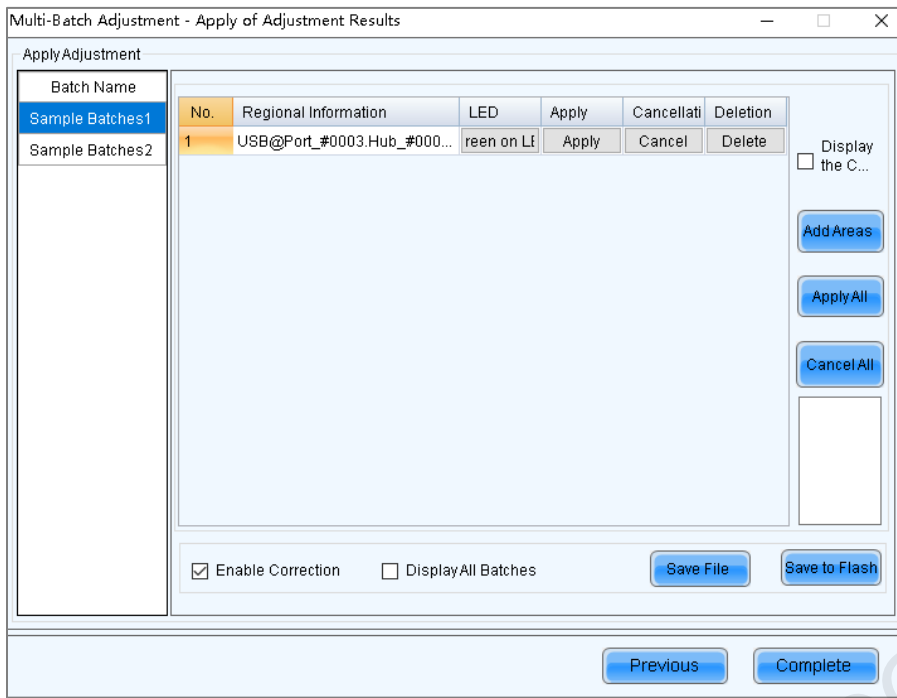 Multi-Batch Adjustment - Apply of Adjustment Results
Apply Adjustment
Batch Name
Sample Batches1
Sample Batches2
No. Regional Information LED Apply Cancellati Deletion
1 USB@Port_#0003.Hub_#000... reen on LE Apply Cancel Delete
Display
the C...
Add Areas
Apply All
Cancel All
Enable Correction Display All Batches Save File Save to Flash
Previous Complete